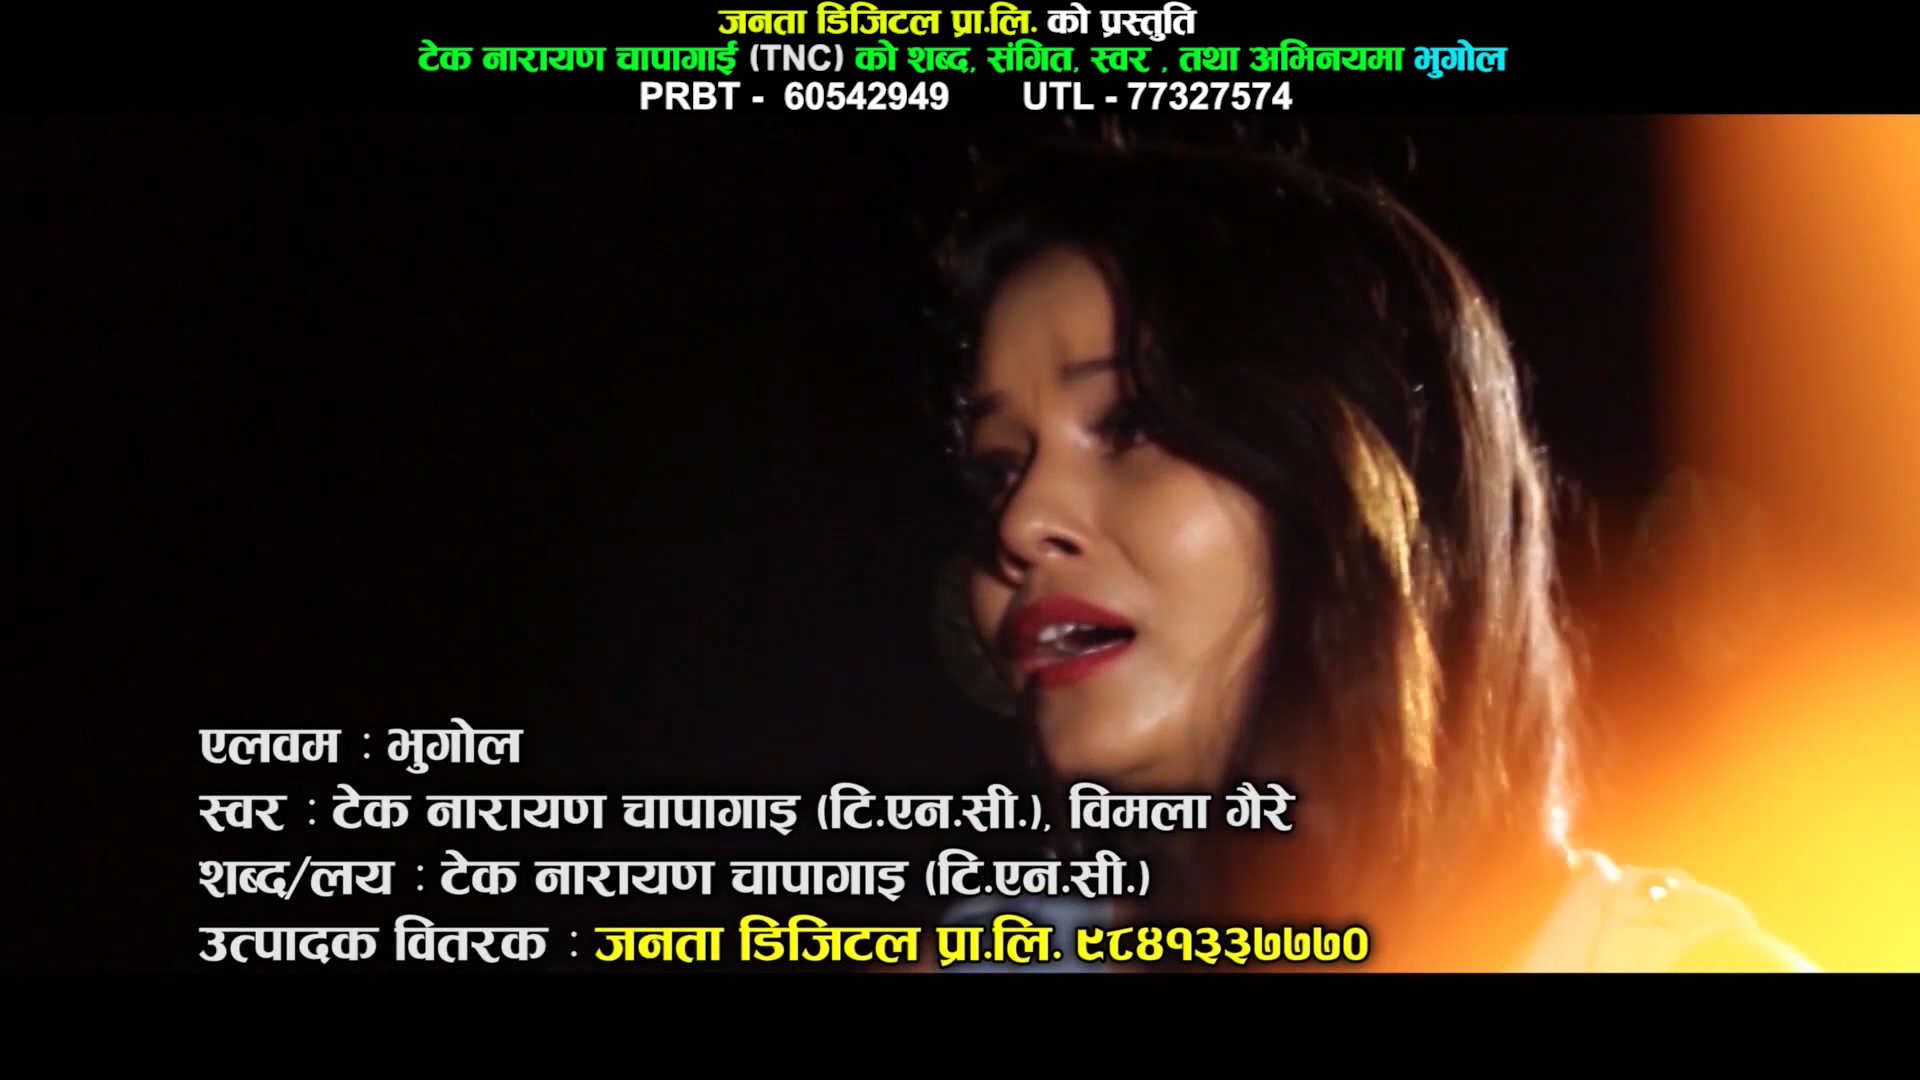 जनता डिजिटल प्रा.लि. को प्रस्तुति
टेक नारायण चापागाई (TNC) को शब्द, संगित, स्वर , तथा अभिनयमा भुगोल
PRBT - 60542949 UTL - 77327574
एलवम : भुगोल
स्वर : टेक नारायण चापागाइ (टि.एन.सी.), विमला गैरे
शब्द/लय : टेक नारायण चापागाइ (टि.एन.सी.)
उत्पादक वितरक : जनता डिजिटल प्रा.लि. ९८४१३३७७७०